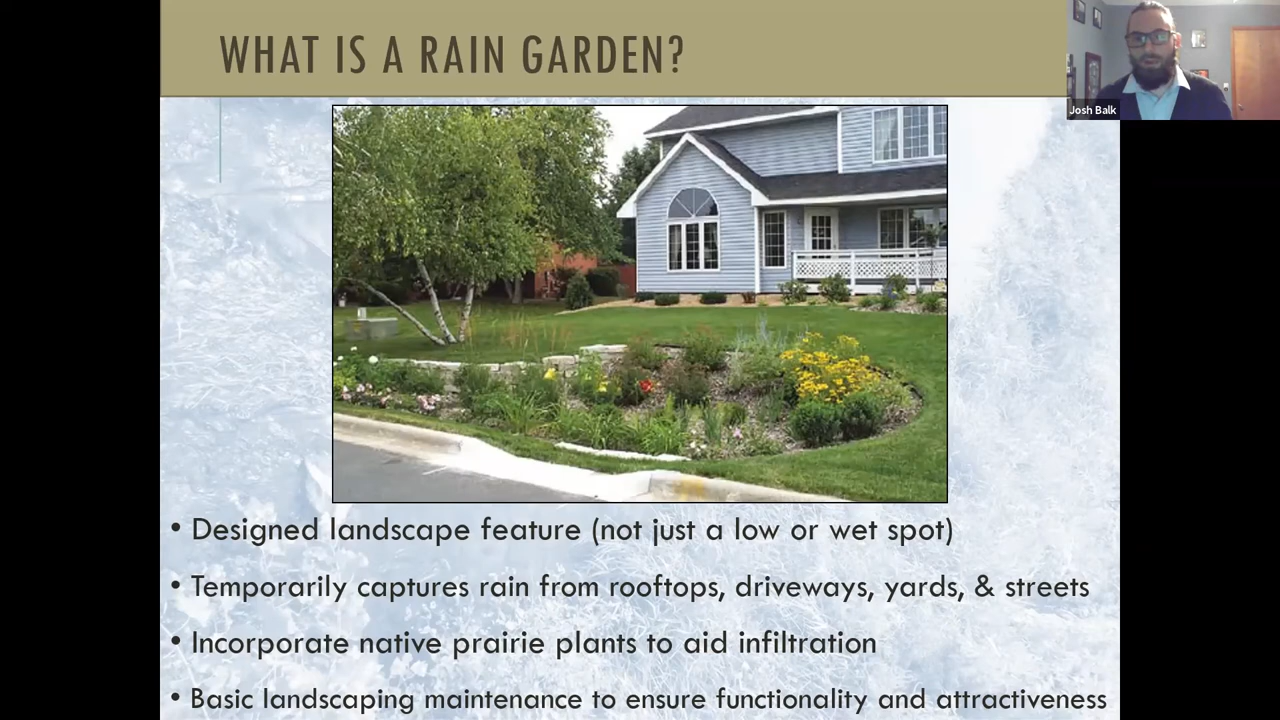 WHAT IS A RAIN GARDEN?
Josh Balk
• Designed landscape feature (not just a low or wet spot)
• Temporarily captures rain from rooftops, driveways, yards, & streets
• Incorporate native prairie plants to aid infiltration
• Basic landscaping maintenance to ensure functionality and attractiveness